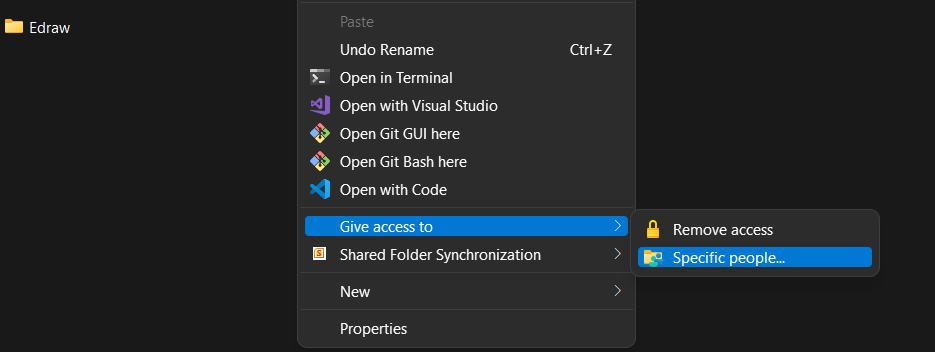 Edraw
Paste
Undo Rename Ctrl+Z
Open in Terminal
Open with Visual Studio
Open Git GUI here
Open Git Bash here
Open with Code
Give access to
Remove access
Shared Folder Synchronization
Specific people...
New
Properties